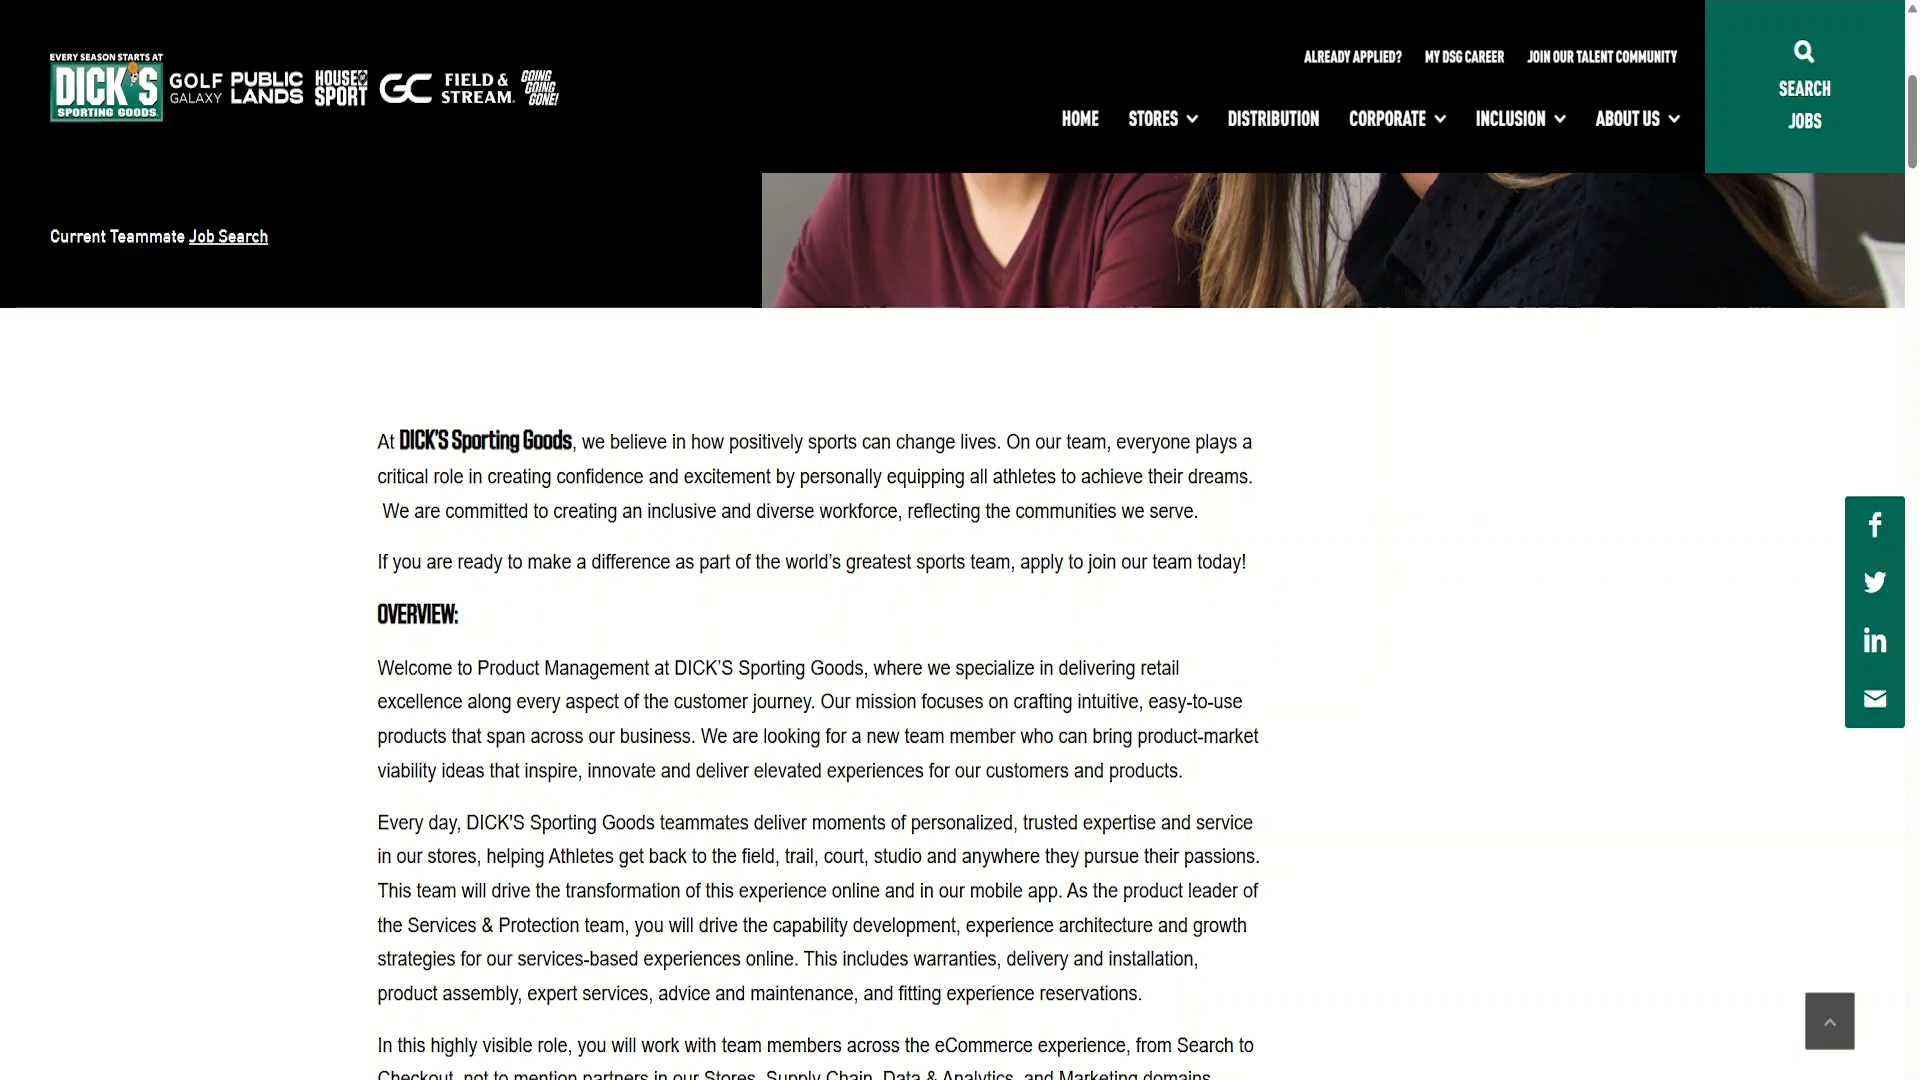 EVERY SEASON STARTS AT
DICK'S
SPORTING GOODS
GOLF
GALAXY
PUBLIC
LANDS
HOUSE OF
SPORT
GC
FIELD &
STREAM
GOING
GOING
GONE!
ALREADY APPLIED? MY DSG CAREER JOIN OUR TALENT COMMUNITY
HOME STORES DISTRIBUTION CORPORATE INCLUSION ABOUT US
SEARCH
JOBS
Current Teammate Job Search
At DICK'S Sporting Goods, we believe in how positively sports can change lives. On our team, everyone plays a
critical role in creating confidence and excitement by personally equipping all athletes to achieve their dreams.
We are committed to creating an inclusive and diverse workforce, reflecting the communities we serve.
If you are ready to make a difference as part of the world’s greatest sports team, apply to join our team today!
OVERVIEW:
Welcome to Product Management at DICK’S Sporting Goods, where we specialize in delivering retail
excellence along every aspect of the customer journey. Our mission focuses on crafting intuitive, easy-to-use
products that span across our business. We are looking for a new team member who can bring product-market
viability ideas that inspire, innovate and deliver elevated experiences for our customers and products.
Every day, DICK'S Sporting Goods teammates deliver moments of personalized, trusted expertise and service
in our stores, helping Athletes get back to the field, trail, court, studio and anywhere they pursue their passions.
This team will drive the transformation of this experience online and in our mobile app. As the product leader of
the Services & Protection team, you will drive the capability development, experience architecture and growth
strategies for our services-based experiences online. This includes warranties, delivery and installation,
product assembly, expert services, advice and maintenance, and fitting experience reservations.
In this highly visible role, you will work with team members across the eCommerce experience, from Search to
Checkout, not to mention partners in our Stores, Supply Chain, Data & Analytics, and Marketing domains.